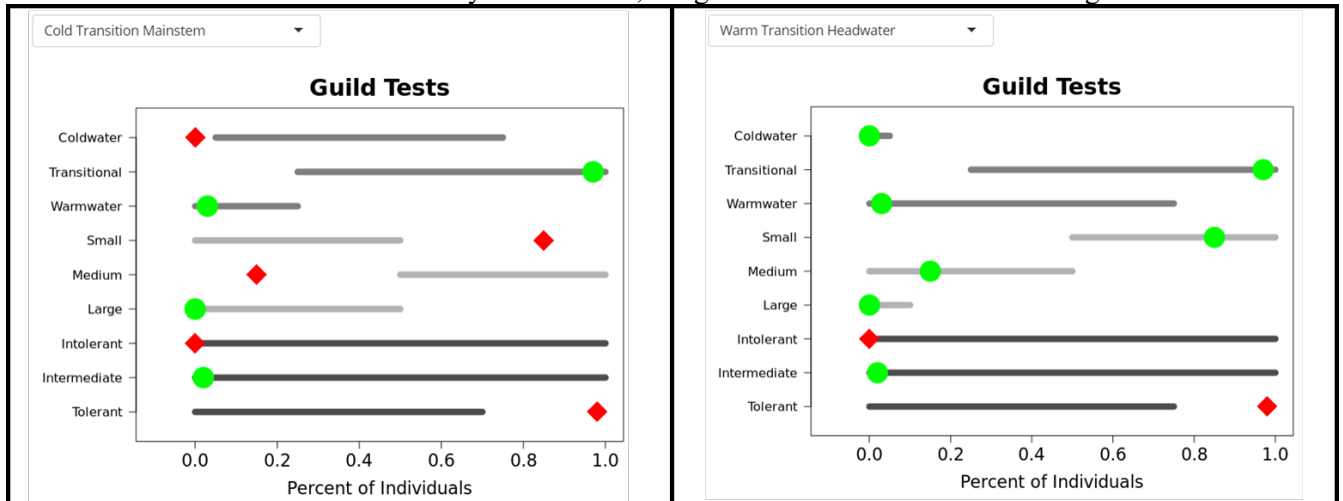 Cold Transition Mainstem
Guild Tests
Coldwater
Transitional
Warmwater
Small
Medium
Large
Intolerant
Intermediate
Tolerant
0.0 0.2 0.4 0.6 0.8 1.0
Percent of Individuals
Warm Transition Headwater
Guild Tests
Coldwater
Transitional
Warmwater
Small
Medium
Large
Intolerant
Intermediate
Tolerant
0.0 0.2 0.4 0.6 0.8 1.0
Percent of Individuals